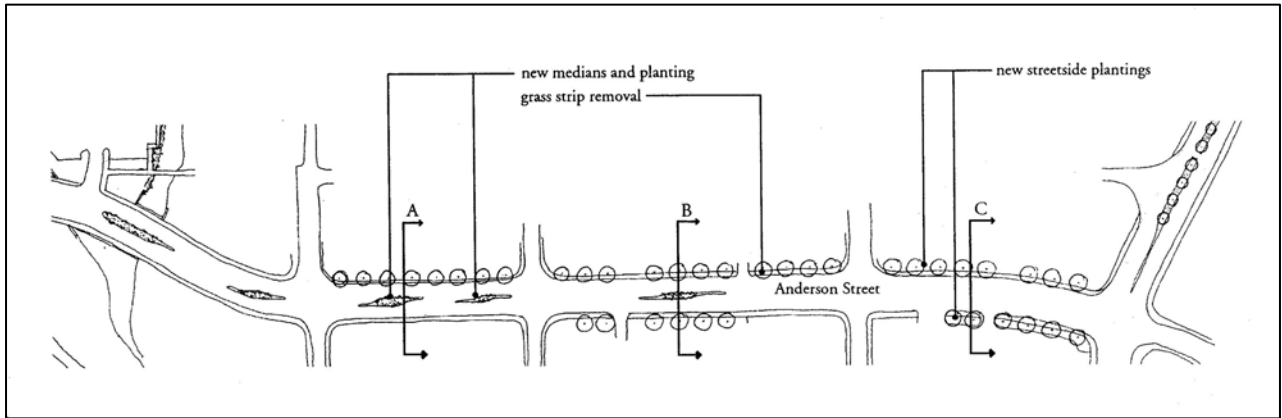 new medians and planting
grass strip removal
new streetside plantings
A
B
C
Anderson Street